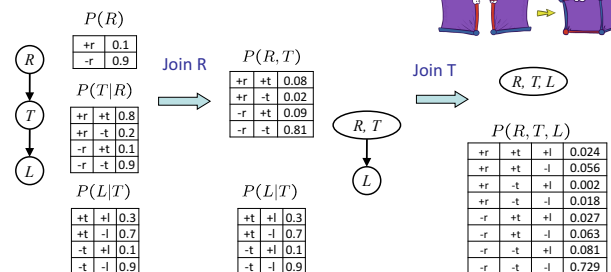 P(R)
+r 0.1
-r 0.9
R
T
L
P(T|R)
+r +t 0.8
+r -t 0.2
-r +t 0.1
-r -t 0.9
P(L|T)
+t +l 0.3
+t -l 0.7
-t +l 0.1
-t -l 0.9
Join R
P(R, T)
+r +t 0.08
+r -t 0.02
-r +t 0.09
-r -t 0.81
R, T
L
P(L|T)
+t +l 0.3
+t -l 0.7
-t +l 0.1
-t -l 0.9
Join T
R, T, L
P(R, T, L)
+r +t +l 0.024
+r +t -l 0.056
+r -t +l 0.002
+r -t -l 0.018
-r +t +l 0.027
-r +t -l 0.063
-r -t +l 0.081
-r -t -l 0.729